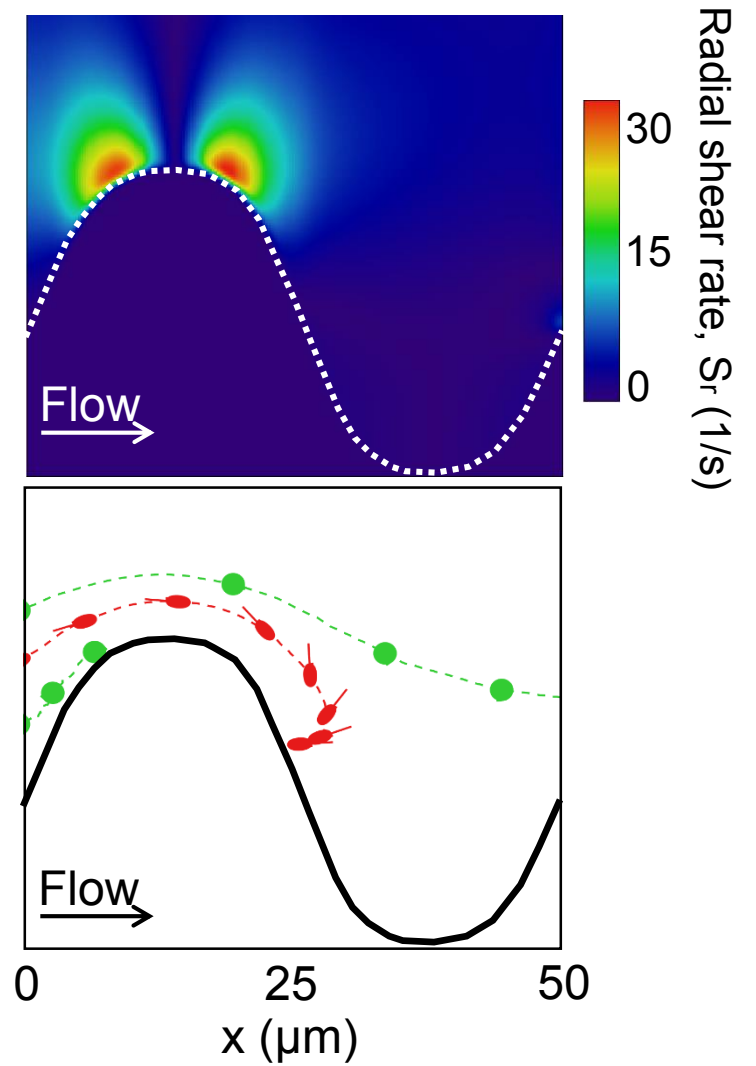 Radial shear rate, Sr (1/s)
30
15
0
Flow
Flow
0 25 50
x (μm)